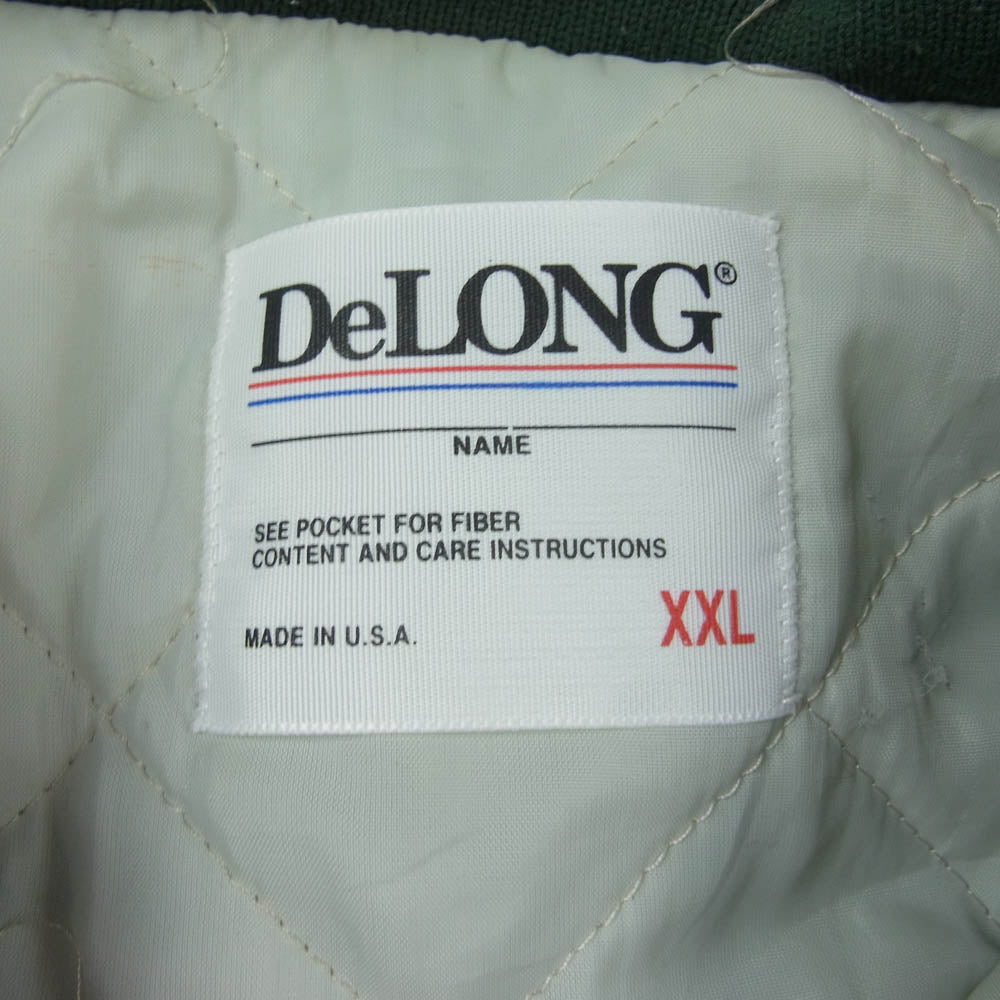 DeLONG®
NAME
SEE POCKET FOR FIBER
CONTENT AND CARE INSTRUCTIONS
MADE IN U.S.A.
XXL